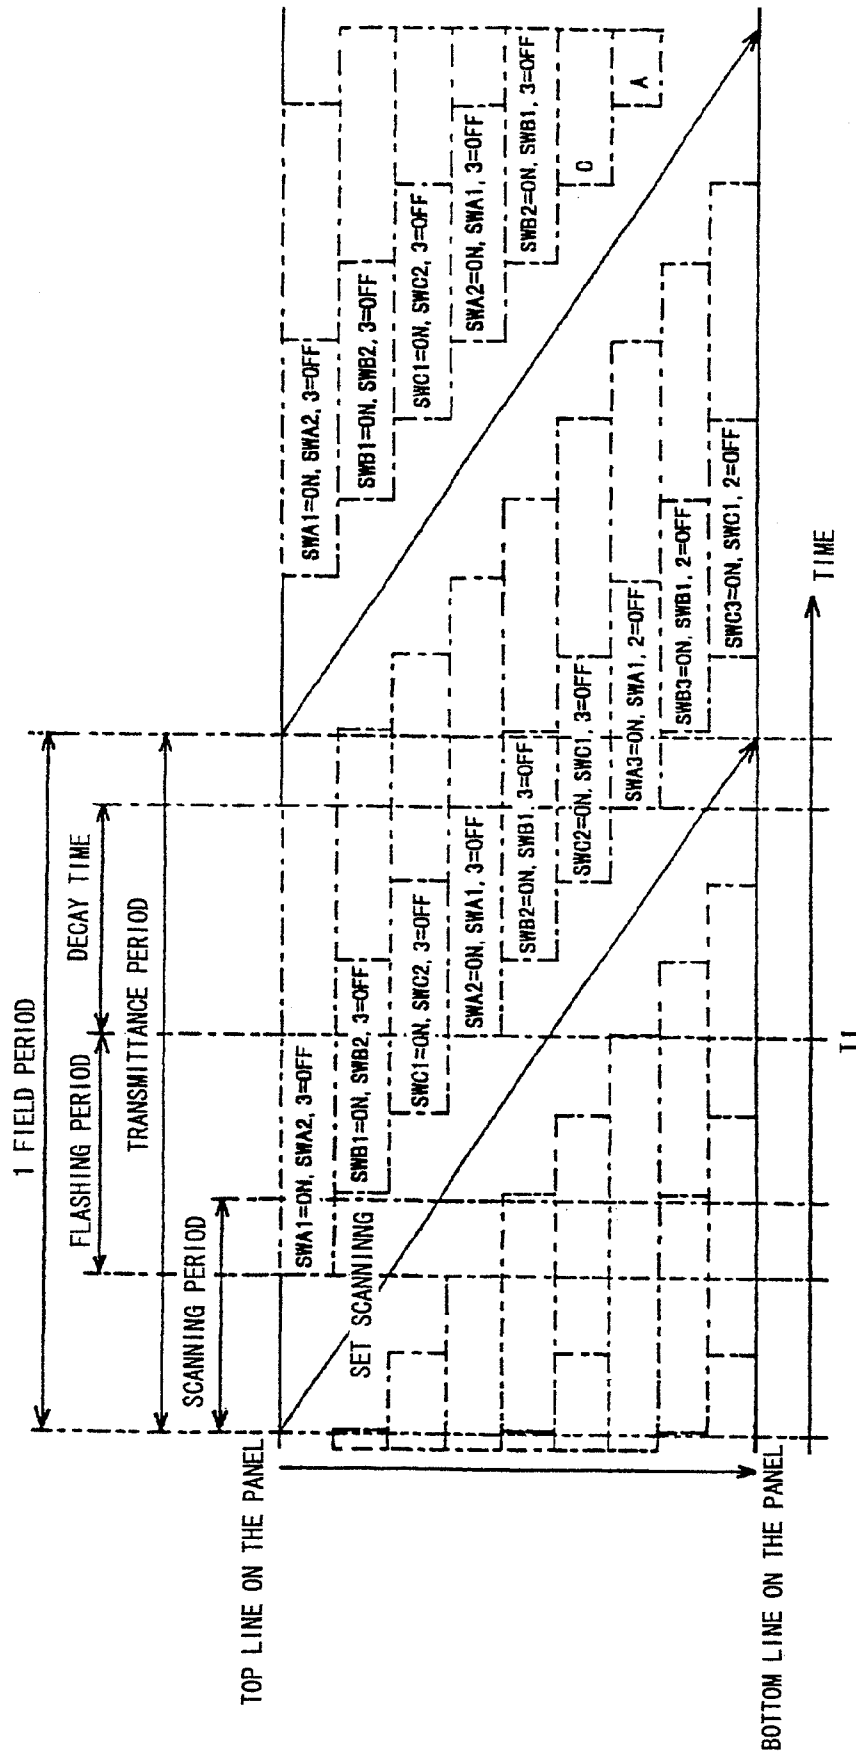 1 FIELD PERIOD
FLASHING PERIOD
DECAY TIME
TRANSMITTANCE PERIOD
SCANNING PERIOD
TOP LINE ON THE PANEL
SWA1=ON, SWA2, 3=OFF
SWA1=ON, SWA2, 3=OFF
SET SCANNINNG
SWB1=ON, SWB2, 3=OFF
SWB1=ON, SWB2, 3=OFF
SWC1=ON, SWC2, 3=OFF
SWC1=ON, SWC2, 3=OFF
SWA2=ON, SWA1, 3=OFF
SWA2=ON, SWA1, 3=OFF
SWB2=ON, SWB1, 3=OFF
SWB2=ON, SWB1, 3=OFF
SWC2=ON, SWC1, 3=OFF
C
SWA3=ON, SWA1, 2=OFF
A
SWB3=ON, SWB1, 2=OFF
SWC3=ON, SWC1, 2=OFF
BOTTOM LINE ON THE PANEL
TIME